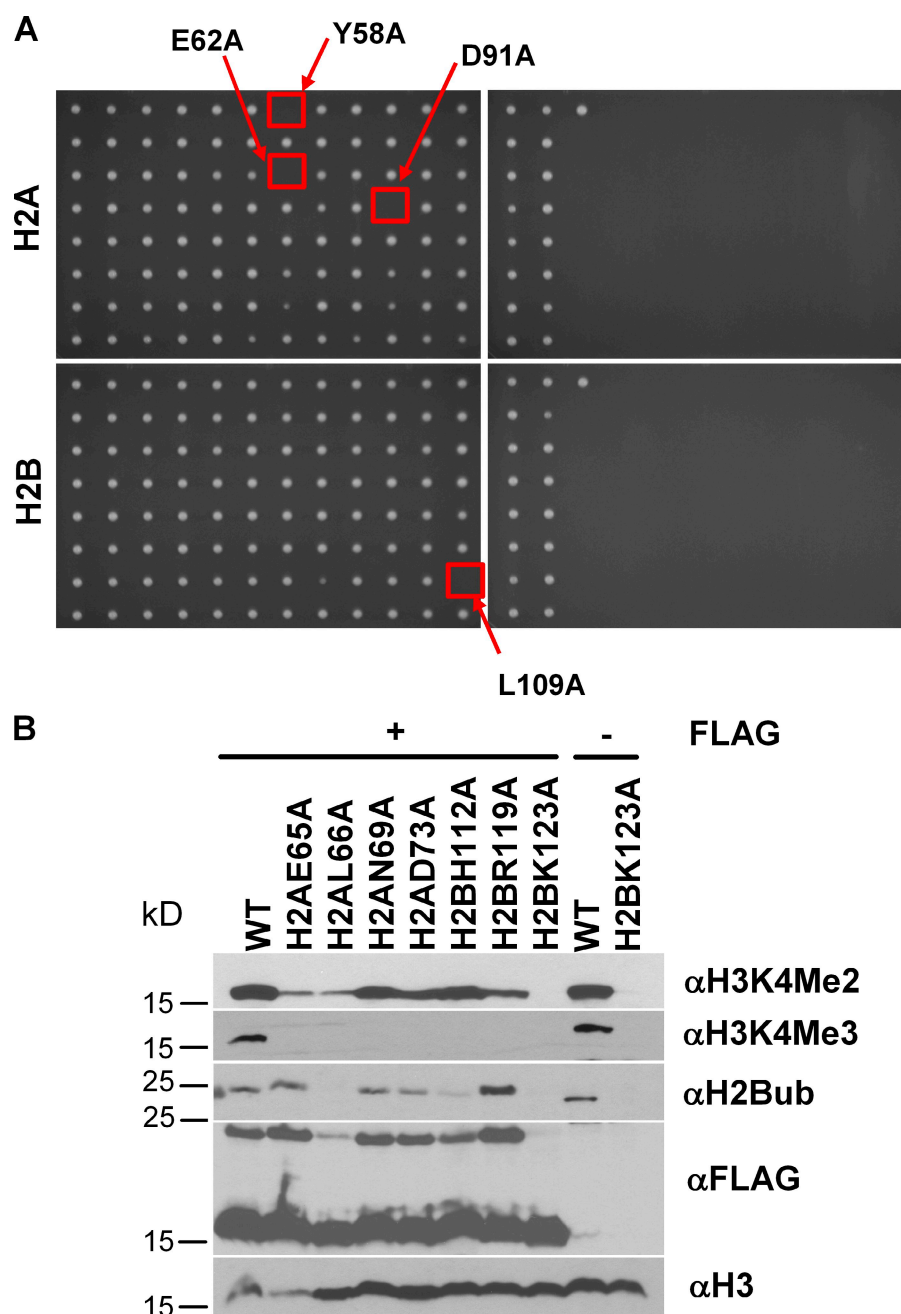 A
E62A
Y58A
D91A
H2A
H2B
L109A
B
+
-
FLAG
kD
WT
H2AE65A
H2AL66A
H2AN69A
H2AD73A
H2BH112A
H2BR119A
H2BK123A
WT
H2BK123A
15
αH3K4Me2
15
αH3K4Me3
25
αH2Bub
25
αFLAG
15
αH3
15